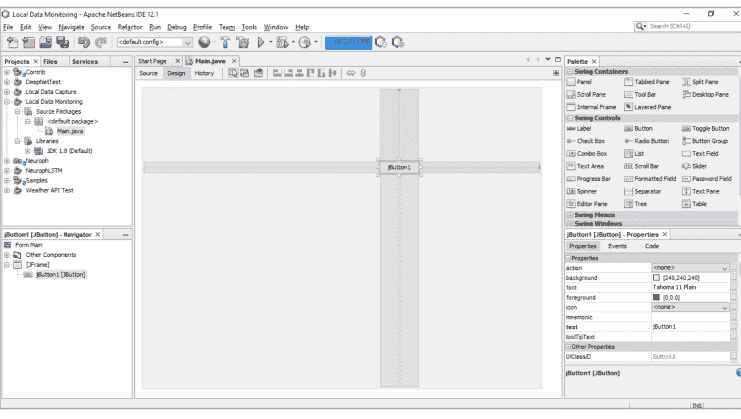 Local Data Monitoring - Apache NetBeans IDE 12.1
File Edit View Navigate Source Refactor Run Debug Profile Team Tools Window Help
Search (Ctrl+I)
<default config>
Projects × Files Services
Contrib
DeepNetTest
Local Data Capture
Local Data Monitoring
Source Packages
<default package>
Main.java
Libraries
JDK 1.8 (Default)
Neuroph
NeurophLSTM
Samples
Weather API Test
jButton1 [JButton] - Navigator ×
Form Main
Other Components
[JFrame]
jButton1 [JButton]
Start Page × Main.java ×
Source Design History
jButton1
Palette ×
Swing Containers
Panel Tabbed Pane Split Pane
Scroll Pane Tool Bar Desktop Pane
Internal Frame Layered Pane
Swing Controls
Label Button Toggle Button
Check Box Radio Button Button Group
Combo Box List Text Field
Text Area Scroll Bar Slider
Progress Bar Formatted Field Password Field
Spinner Separator Text Pane
Editor Pane Tree Table
Swing Menus
Swing Windows
jButton1 [JButton] - Properties ×
Properties Events Code
Properties
action <none>
background [240,240,240]
font Tahoma 11 Plain
foreground [0,0,0]
icon <none>
mnemonic
text jButton1
toolTipText
Other Properties
UIClassID ButtonUI
jButton1 [JButton]
INS